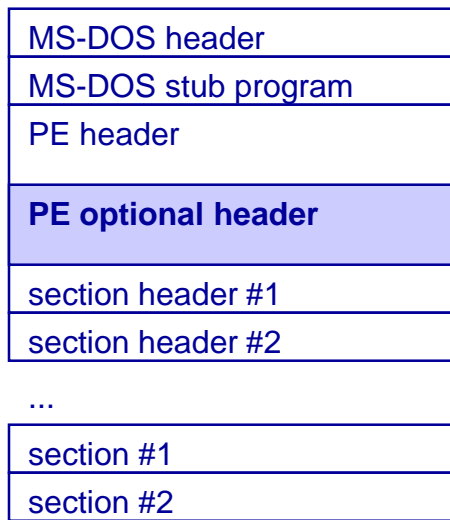 MS-DOS header
MS-DOS stub program
PE header
PE optional header
section header #1
section header #2
...
section #1
section #2